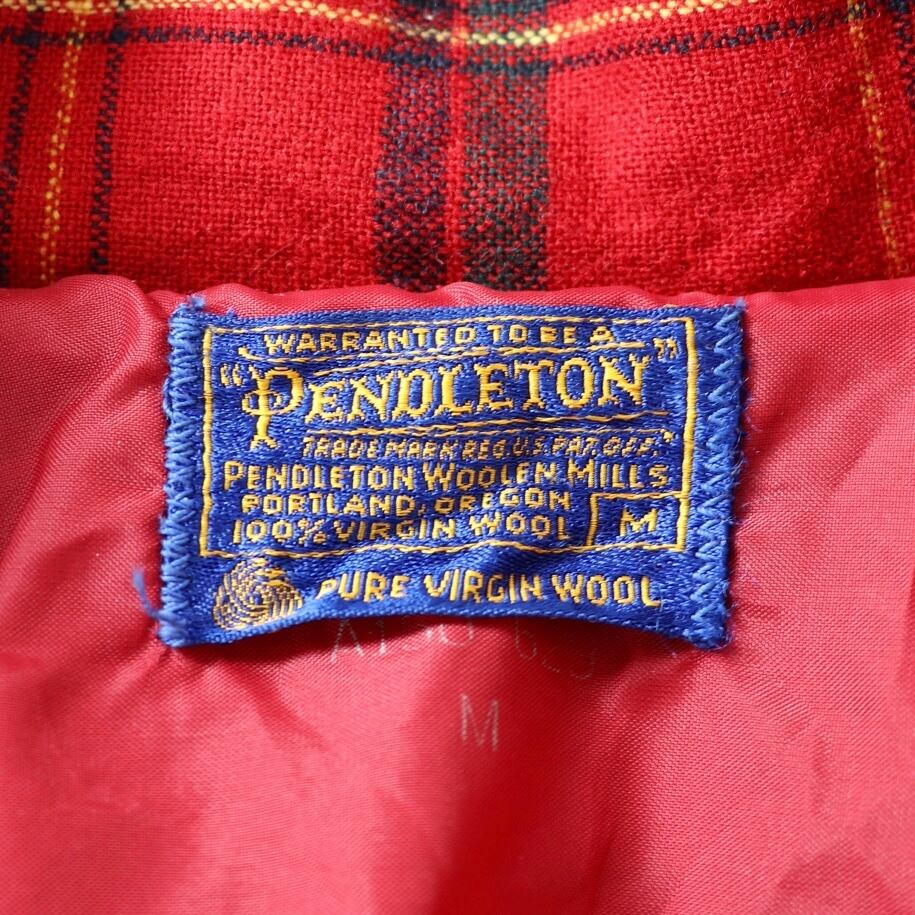 WARRANTED TO BE A
"PENDLETON"
TRADE MARK REG. U.S. PAT. OFF.
PENDLETON WOOLEN MILLS
PORTLAND, OREGON
100% VIRGIN WOOL
M
PURE VIRGIN WOOL
M